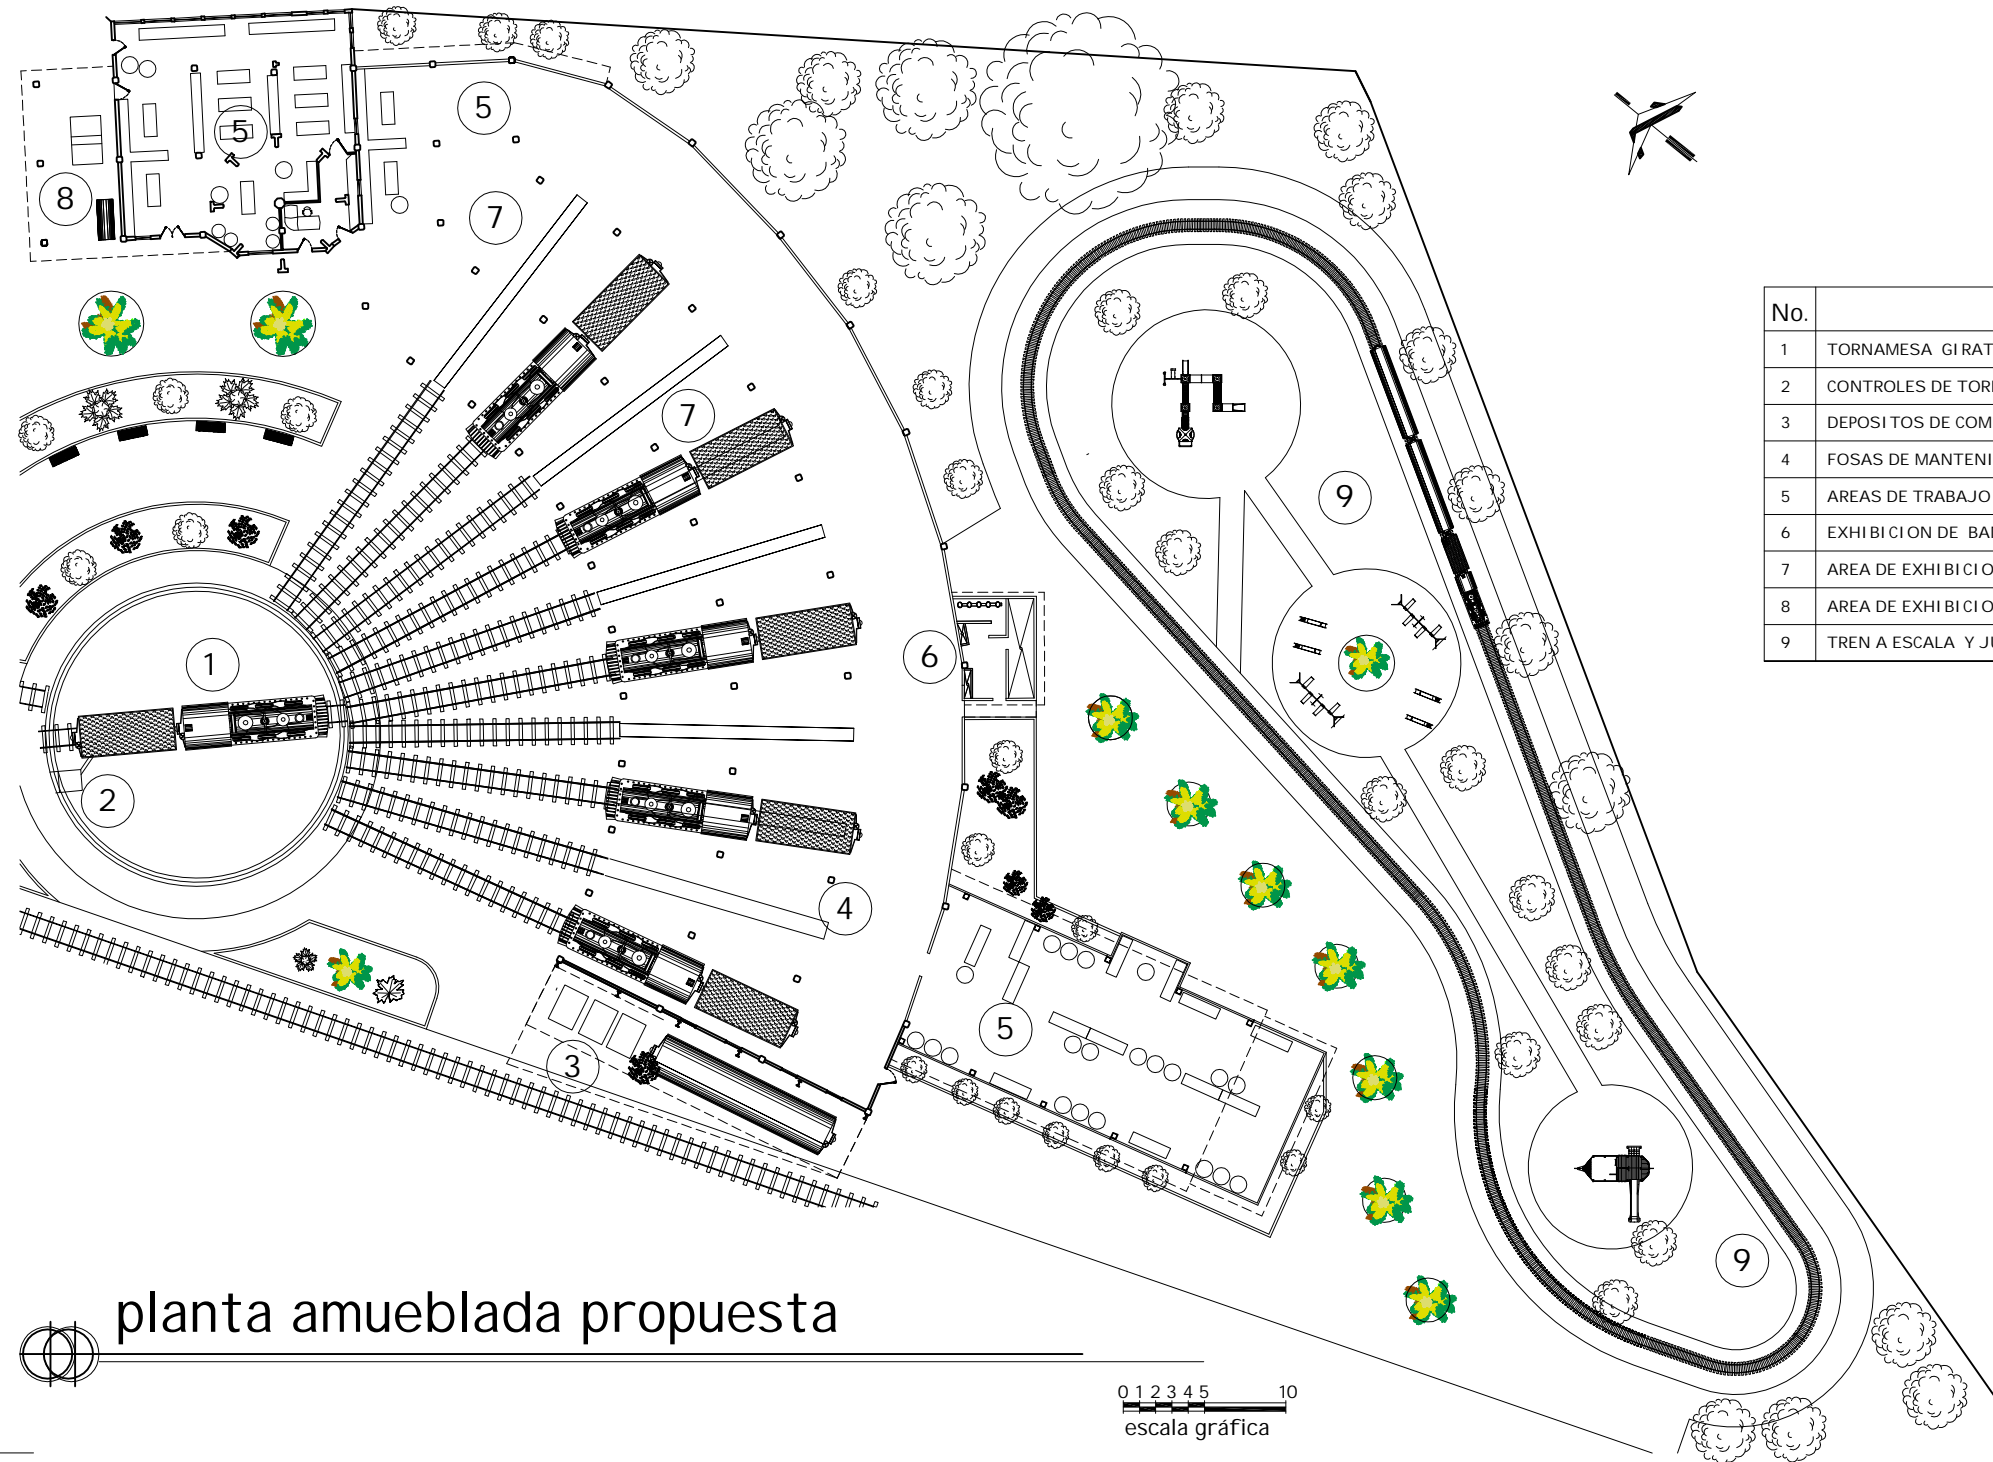 5
5
8
7
7
9
1
6
2
4
5
3
9
No.
1 TORNAMESA GIRAT
2 CONTROLES DE TOR
3 DEPOSITOS DE COM
4 FOSAS DE MANTENI
5 AREAS DE TRABAJO
6 EXHIBICION DE BA
7 AREA DE EXHIBICIO
8 AREA DE EXHIBICIO
9 TREN A ESCALA Y JU
planta amueblada propuesta
0 1 2 3 4 5 10
escala gráfica